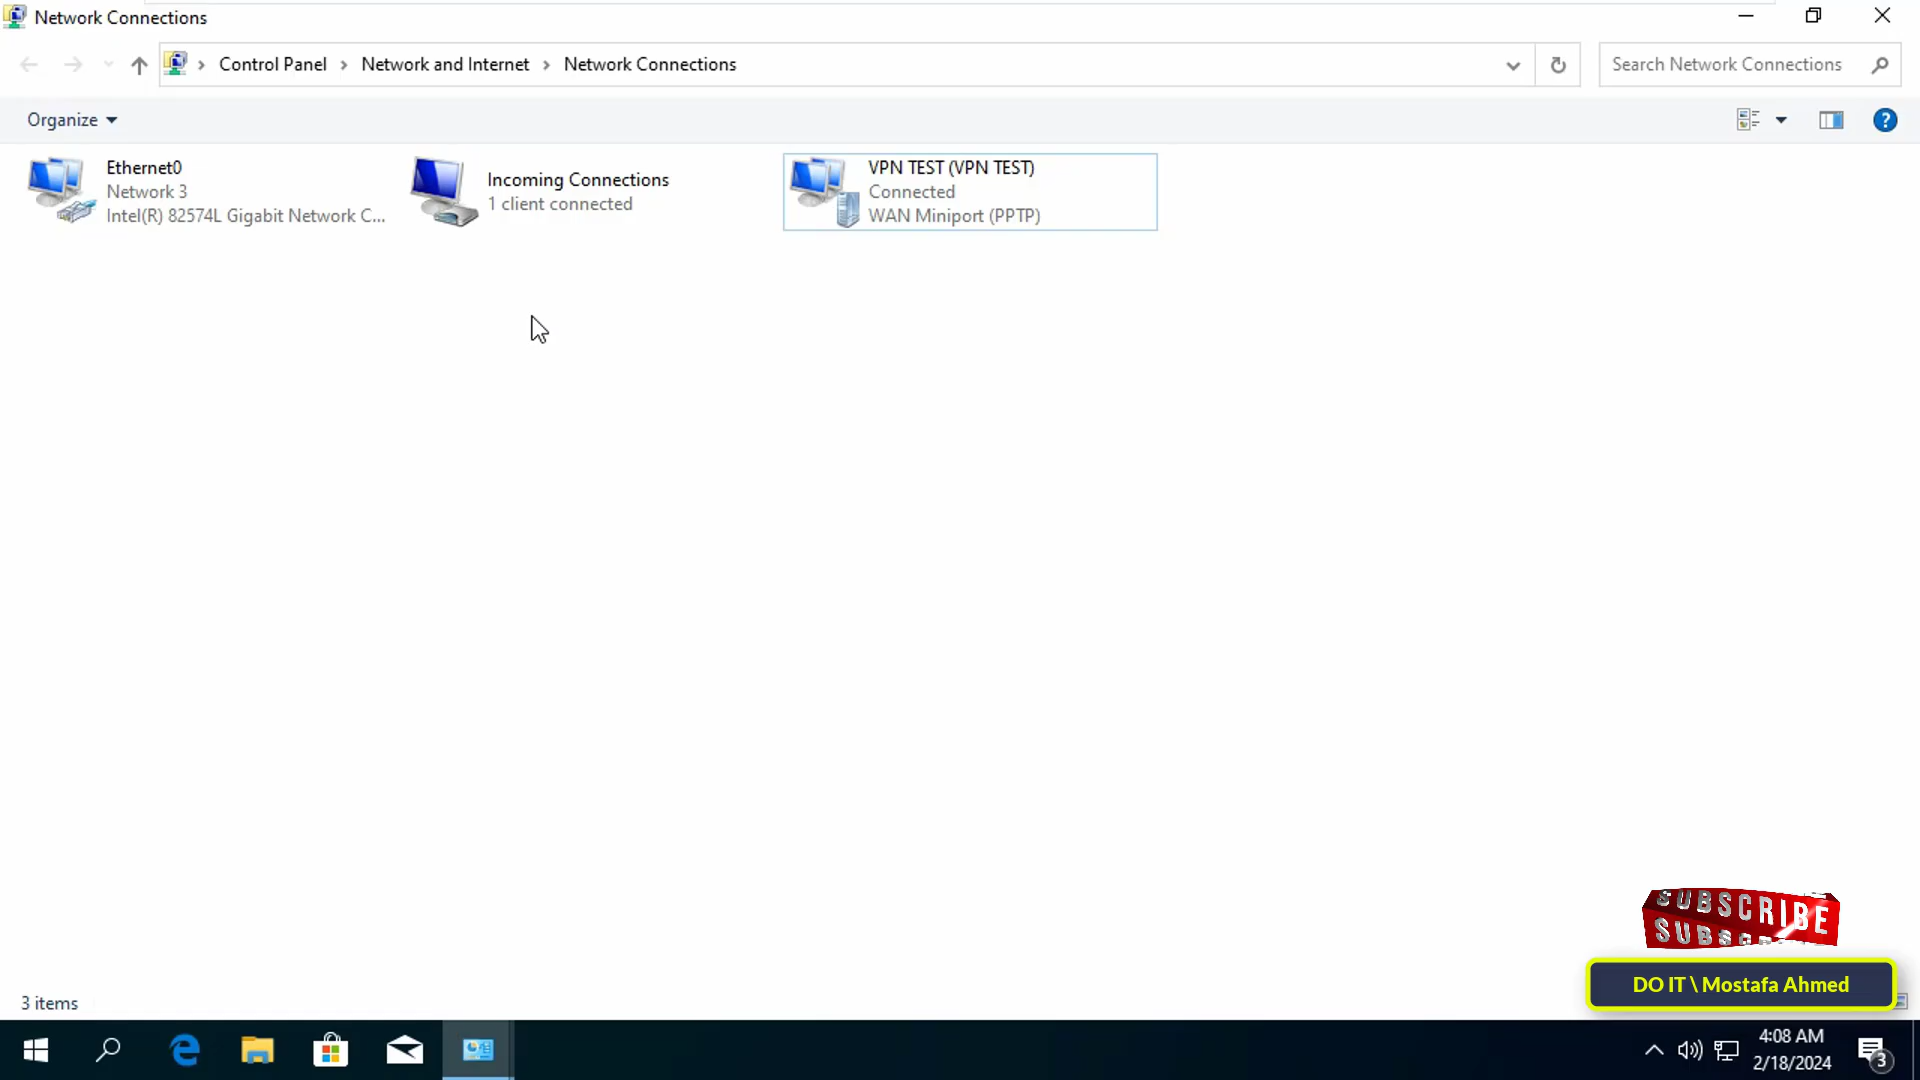 Network Connections
Control Panel > Network and Internet > Network Connections
Search Network Connections
Organize
Ethernet0
Network 3
Intel(R) 82574L Gigabit Network C...
Incoming Connections
1 client connected
VPN TEST (VPN TEST)
Connected
WAN Miniport (PPTP)
SUBSCRIBE
SUBS
DO IT \ Mostafa Ahmed
3 items
4:08 AM
2/18/2024
3